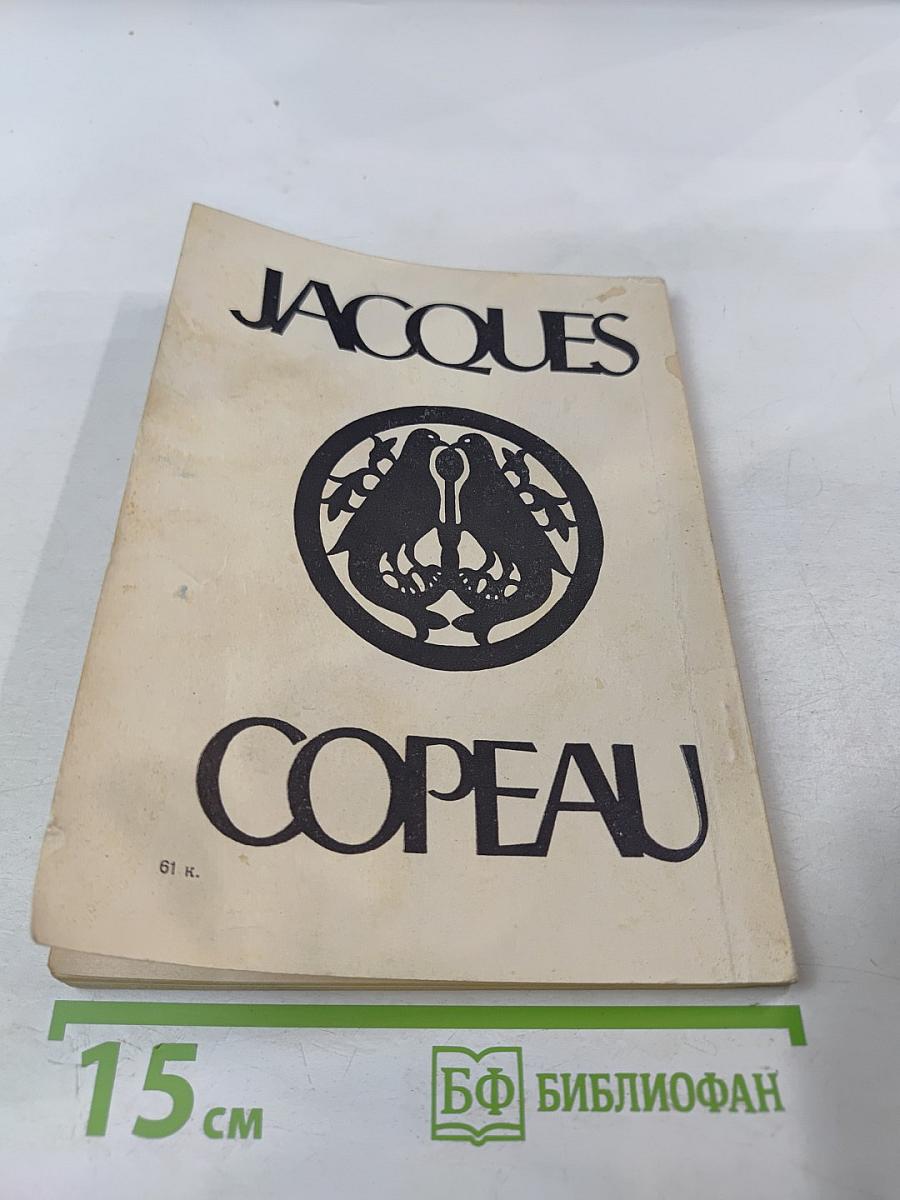 JACQUES
COPEAU
61 к.
15 см
БФ БИБЛИОФАН